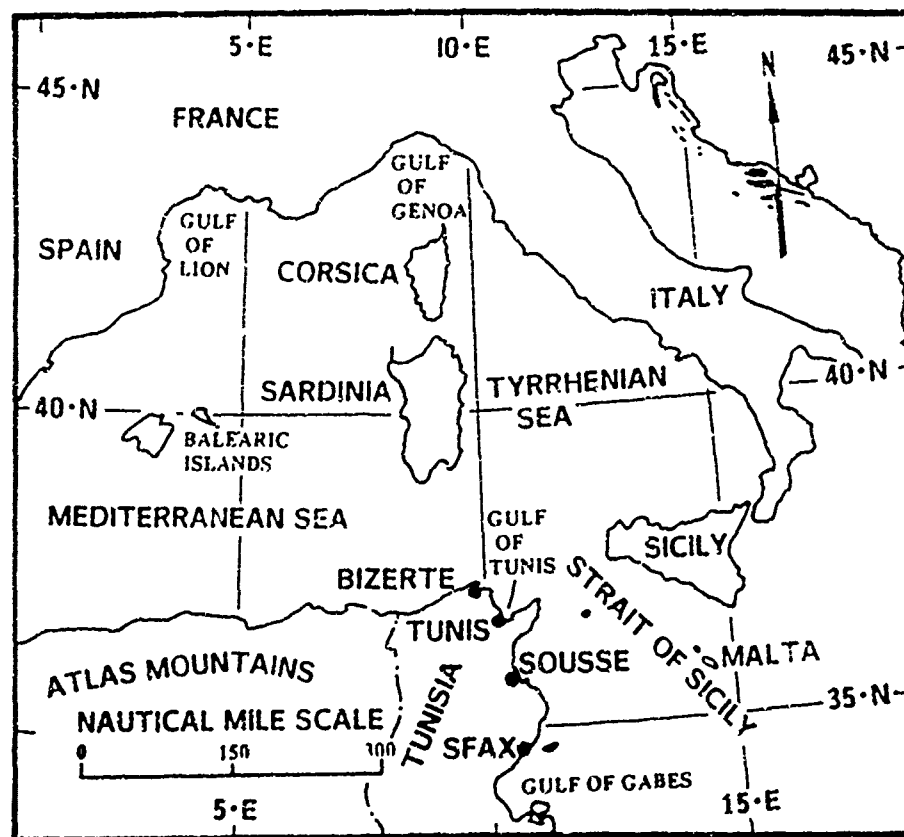 5·E
10·E
15·E
45·N
45·N
N
FRANCE
GULF
OF
GENOA
GULF
OF
LION
SPAIN
CORSICA
ITALY
40·N
SARDINIA
TYRRHENIAN
SEA
40·N
BALEARIC
ISLANDS
MEDITERRANEAN SEA
GULF
OF
TUNIS
SICILY
BIZERTE
STRAIT OF SICILY
TUNIS
ATLAS MOUNTAINS
TUNISIA
SOUSSE
MALTA
35·N
NAUTICAL MILE SCALE
0 150 300
SFAX
GULF OF GABES
5·E
15·E